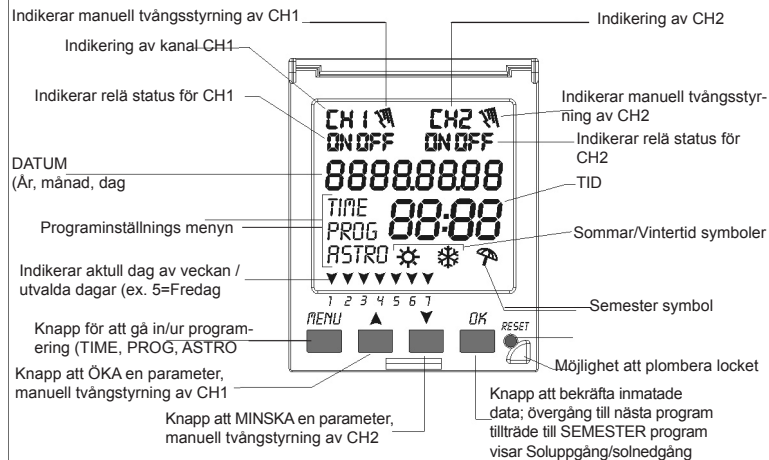 Indikerar manuell tvångsstyrning av CH1
Indikering av CH2
Indikering av kanal CH1
Indikerar relä status för CH1
Indikerar manuell tvångsstyr-
ning av CH2
Indikerar relä status för
CH2
CH1 CH2
ON OFF ON OFF
DATUM
(År, månad, dag
8888.88.88
TID
TIME
88:88
PROG
ASTRO
Programinställnings menyn
Sommar/Vintertid symboler
Indikerar aktull dag av veckan /
utvalda dagar (ex. 5=Fredag
1 2 3 4 5 6 7
Semester symbol
MENU OK RESET
Knapp för att gå in/ur program-
ering (TIME, PROG, ASTRO
Möjlighet att plombera locket
Knapp att ÖKA en parameter,
manuell tvångstyrning av CH1
Knapp att MINSKA en parameter,
manuell tvångstyrning av CH2
Knapp att bekräfta inmatade
data; övergång till nästa program
tillträde till SEMESTER program
visar Soluppgång/solnedgång